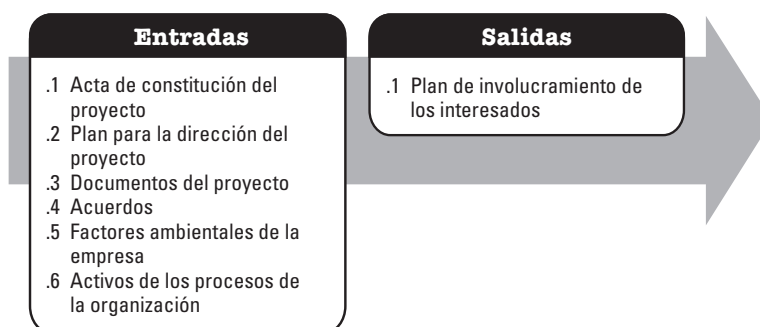 Entradas
.1 Acta de constitución del
proyecto
.2 Plan para la dirección del
proyecto
.3 Documentos del proyecto
.4 Acuerdos
.5 Factores ambientales de la
empresa
.6 Activos de los procesos de
la organización
Salidas
.1 Plan de involucramiento de
los interesados